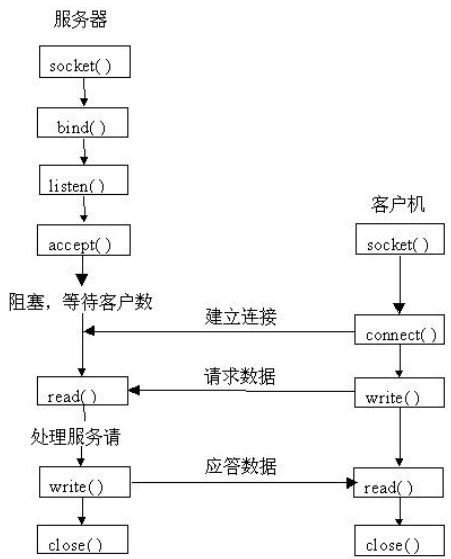 服务器
socket( )
bind( )
listen( )
accept( )
阻塞，等待客户数
read( )
处理服务请
write( )
close( )
建立连接
请求数据
应答数据
客户机
socket( )
connect( )
write( )
read( )
close( )